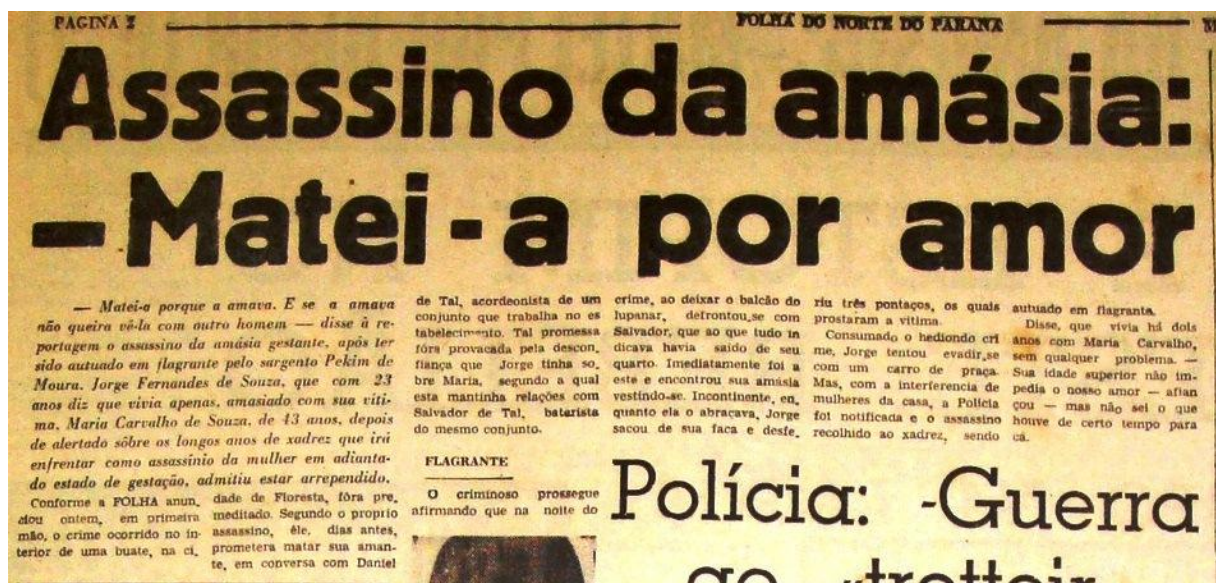 PAGINA 2
FOLHA DO NORTE DO PARANA
Assassino da amásia:
— Matei-a por amor
— Matei-a porque a amava. E se a amava
não queira vê-la com outro homem — disse à re-
portagem o assassino da amásia gestante, após ter
sido autuado em flagrante pelo sargento Pekim de
Moura. Jorge Fernandes de Souza, que com 23
anos diz que vivia apenas, amasiado com sua víti-
ma, Maria Carvalho de Souza, de 43 anos, depois
de alertado sôbre os longos anos de xadrez que irá
enfrentar como assassínio da mulher em adianta-
do estado de gestação, admitiu estar arrependido.
Conforme a FOLHA anun.
ciou ontem, em primeira
mão, o crime ocorrido no in-
terior de uma buate, na ci.
dade de Floresta, fôra pre.
meditado. Segundo o proprio
assassino, êle, dias antes,
prometera matar sua aman-
te, em conversa com Daniel
de Tal, acordeonista de um
conjunto que trabalha no es
tabelecimento. Tal promessa
fôra provacada pela descon.
fiança que Jorge tinha so.
bre Maria, segundo a qual
esta mantinha relações com
Salvador de Tal, baterista
do mesmo conjunto.
FLAGRANTE
O criminoso prossegue
afirmando que na noite do
crime, ao deixar o balcão do
lupanar, defrontou.se com
Salvador, que ao que tudo in
dicava havia saído de seu
quarto. Imediatamente foi a
este e encontrou sua amásia
vestindo-se. Incontinente, en.
quanto ela o abraçava, Jorge
sacou de sua faca e desfe.
riu três pontaços, os quais
prostaram a vitima.
Consumado o hediondo cri
me, Jorge tentou evadir.se
com um carro de praça.
Mas, com a interferencia de
mulheres da casa, a Polícia
foi notificada e o assassino
recolhido ao xadrez, sendo
autuado em flagranta.
Disse, que vivia há dois
anos com Maria Carvalho,
sem qualquer problema. —
Sua idade superior não im-
pedia o nosso amor — afian
çou — mas não sei o que
houve de certo tempo para
cá.
Polícia: -Guerra
ao «trottoir